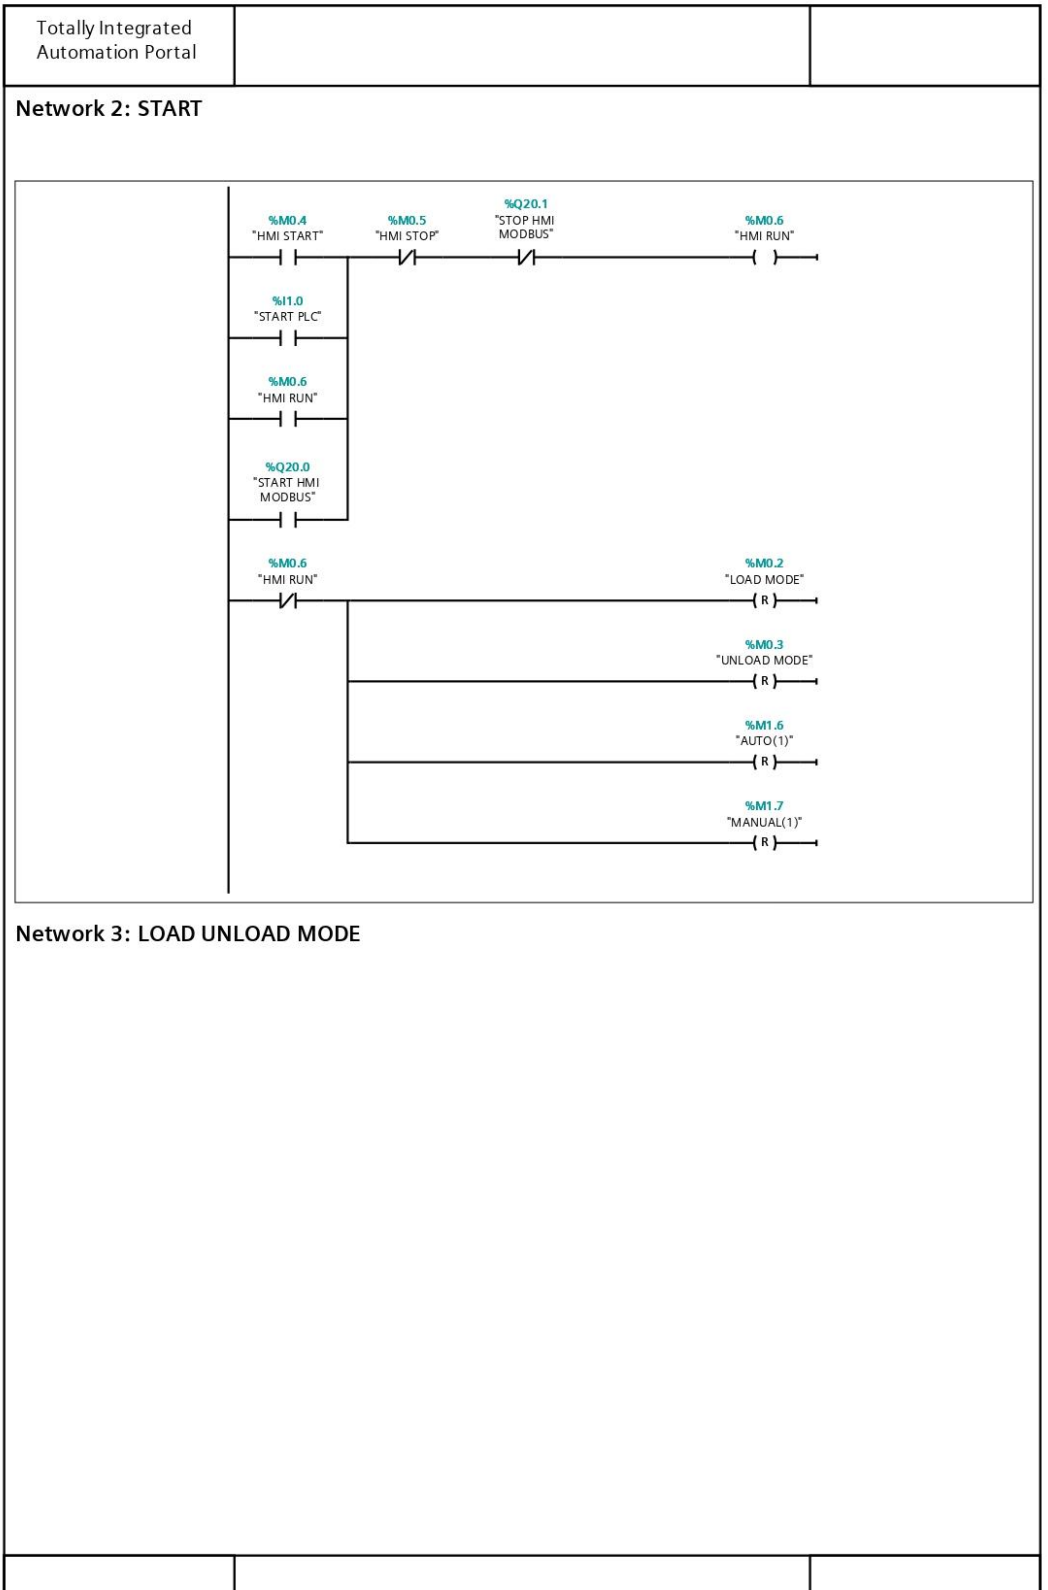 Totally Integrated
Automation Portal
Network 2: START
%M0.4
"HMI START"
%M0.5
"HMI STOP"
%Q20.1
"STOP HMI
MODBUS"
%M0.6
"HMI RUN"
%I1.0
"START PLC"
%M0.6
"HMI RUN"
%Q20.0
"START HMI
MODBUS"
%M0.6
"HMI RUN"
%M0.2
"LOAD MODE"
R
%M0.3
"UNLOAD MODE"
R
%M1.6
"AUTO(1)"
R
%M1.7
"MANUAL(1)"
R
Network 3: LOAD UNLOAD MODE